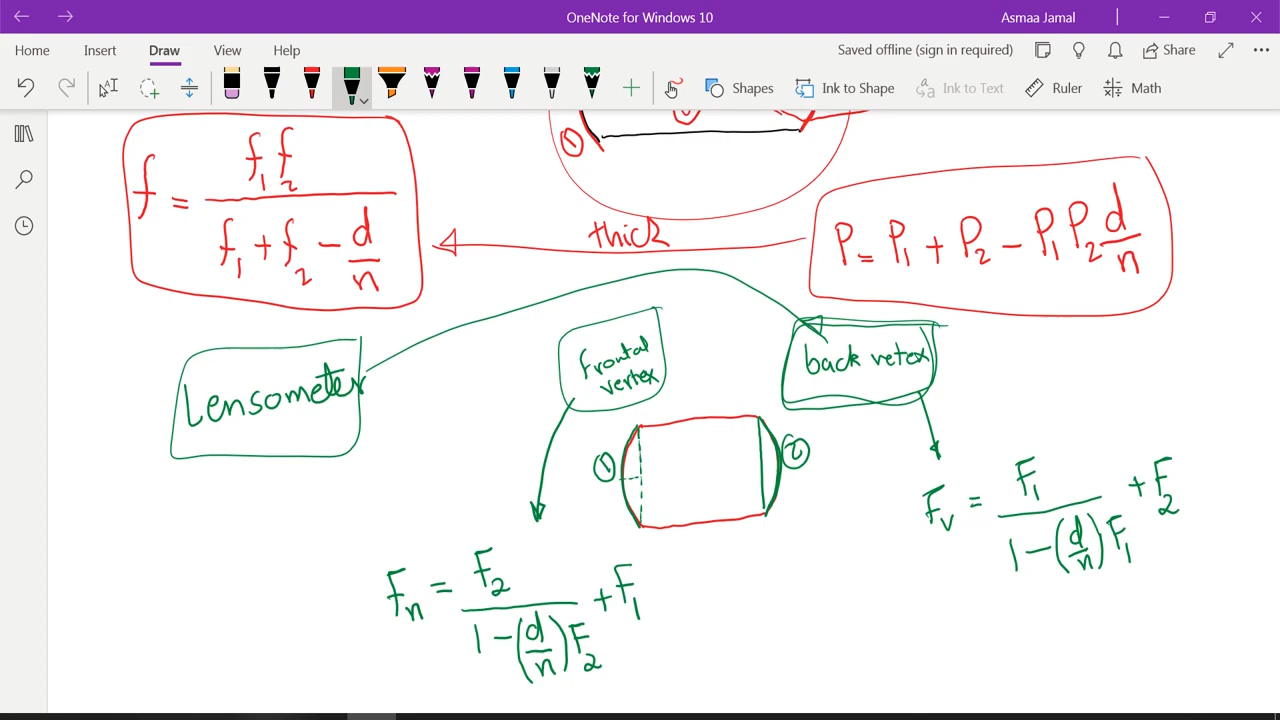 OneNote for Windows 10
Asmaa Jamal
Home Insert Draw View Help
Saved offline (sign in required)
Share
Shapes
Ink to Shape
Ink to Text
Ruler
Math
①
f = f₁ f₂ / (f₁ + f₂ - d/n)
thick
P = P₁ + P₂ - P₁ P₂ d/n
Lensometer
frontal
vertex
back vetex
①
②
Fᵥ = F₁ / (1 - (d/n) F₁) + F₂
Fₙ = F₂ / (1 - (d/n) F₂) + F₁